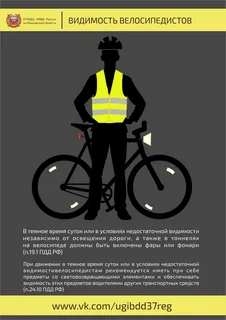 УГИБДД УМВД России
по Ивановской области
ВИДИМОСТЬ ВЕЛОСИПЕДИСТОВ
В темное время суток или в условиях недостаточной видимости
независимо от освещения дороги, а также в тоннелях
на велосипеде должны быть включены фары или фонари
(п.19.1 ПДД РФ)
При движении в темное время суток или в условиях недостаточной
видимостивелосипедистам рекомендуется иметь при себе
предметы со световозвращающими элементами и обеспечивать
видимость этих предметов водителями других транспортных средств
(п.24.10 ПДД РФ)
www.vk.com/ugibdd37reg